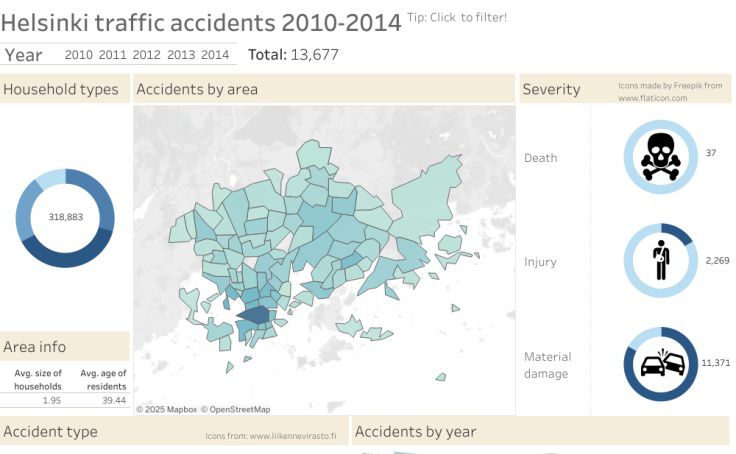 Helsinki traffic accidents 2010-2014 Tip: Click to filter!
Year 2010 2011 2012 2013 2014 Total: 13,677
Household types
Accidents by area
Severity
Icons made by Freepik from
www.flaticon.com
318,883
Death
37
Injury
2,269
Material
damage
11,371
Area info
Avg. size of
households
Avg. age of
residents
1.95
39.44
© 2025 Mapbox © OpenStreetMap
Accident type
Icons from: www.liikennevirasto.fi
Accidents by year